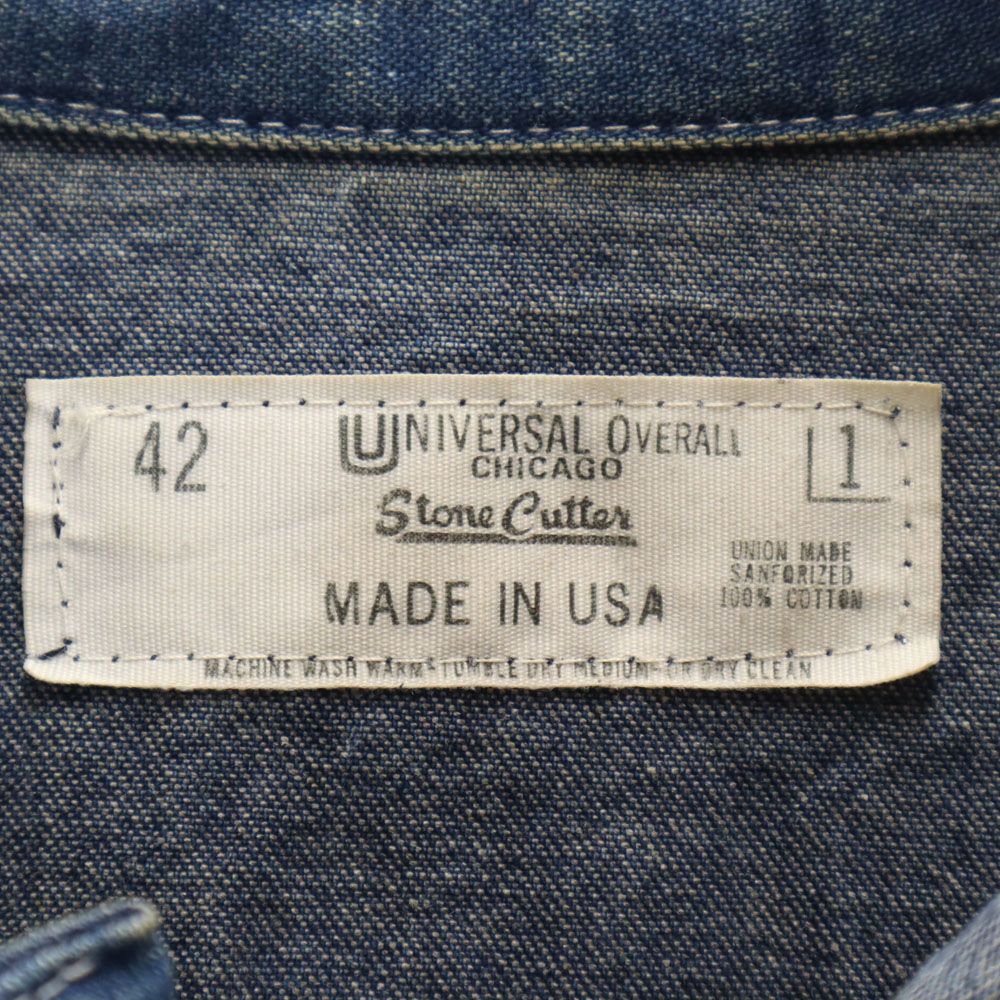 42 UNIVERSAL OVERALL 1
CHICAGO
Stone Cutter
UNION MADE
SANFORIZED
100% COTTON
MADE IN USA
MACHINE WASH WARM-TUMBLE DRY MEDIUM-OR DRY CLEAN